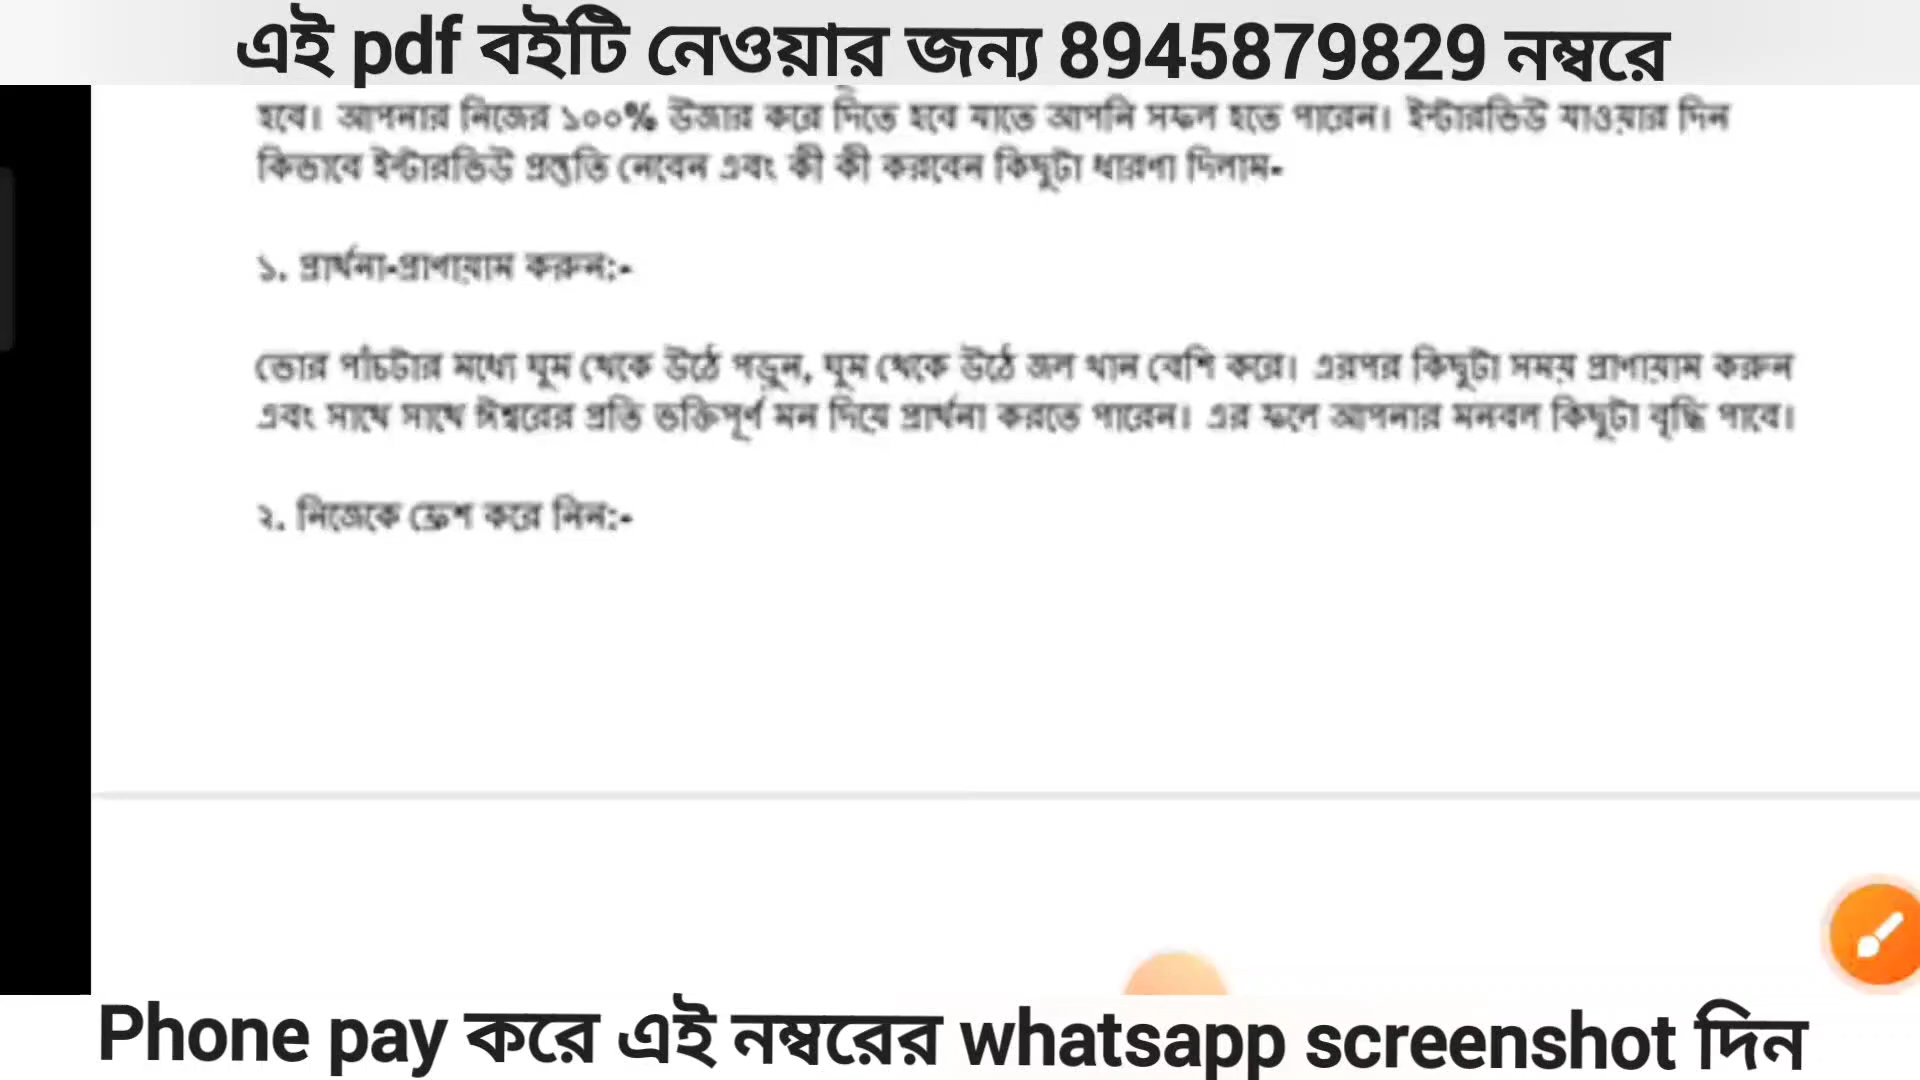 এই pdf বইটি নেওয়ার জন্য 8945879829 নম্বরে
হবে। আপনার নিজের ১০০% উজার করে দিতে হবে যাতে আপনি সফল হতে পারেন। ইন্টারভিউ যাওয়ার দিন
কিভাবে ইন্টারভিউ প্রস্তুতি নেবেন এবং কী কী করবেন কিছুটা ধারণা দিলাম-
১. প্রার্থনা-প্রাণায়াম করুন:-
ভোর পাঁচটার মধ্যে ঘুম থেকে উঠে পড়ুন, ঘুম থেকে উঠে জল খান বেশি করে। এরপর কিছুটা সময় প্রাণায়াম করুন
এবং সাথে সাথে ঈশ্বরের প্রতি ভক্তিপূর্ণ মন দিয়ে প্রার্থনা করতে পারেন। এর ফলে আপনার মনবল কিছুটা বৃদ্ধি পাবে।
২. নিজেকে ফ্রেশ করে নিন:-
Phone pay করে এই নম্বরের whatsapp screenshot দিন